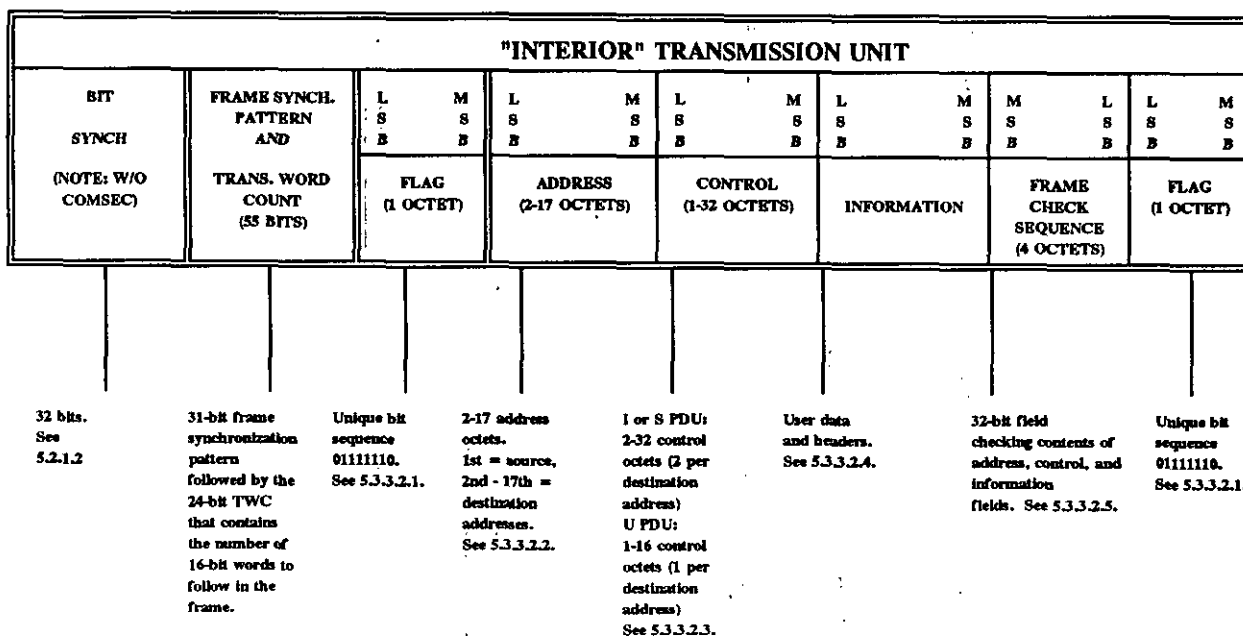 "INTERIOR" TRANSMISSION UNIT
BIT
SYNCH
(NOTE: W/O
COMSEC)
FRAME SYNCH.
PATTERN
AND
TRANS. WORD
COUNT
(55 BITS)
L M
S S
B B
FLAG
(1 OCTET)
L M
S S
B B
ADDRESS
(2-17 OCTETS)
L M
S S
B B
CONTROL
(1-32 OCTETS)
L M
S S
B B
INFORMATION
M L
S S
B B
FRAME
CHECK
SEQUENCE
(4 OCTETS)
L M
S S
B B
FLAG
(1 OCTET)
32 bits.
See
5.2.1.2
31-bit frame
synchronization
pattern
followed by the
24-bit TWC
that contains
the number of
16-bit words to
follow in the
frame.
Unique bit
sequence
01111110.
See 5.3.3.2.1.
2-17 address
octets.
1st = source,
2nd - 17th =
destination
addresses.
See 5.3.3.2.2.
I or S PDU:
2-32 control
octets (2 per
destination
address)
U PDU:
1-16 control
octets (1 per
destination
address)
See 5.3.3.2.3.
User data
and headers.
See 5.3.3.2.4.
32-bit field
checking contents of
address, control, and
information
fields. See 5.3.3.2.5.
Unique bit
sequence
01111110.
See 5.3.3.2.1